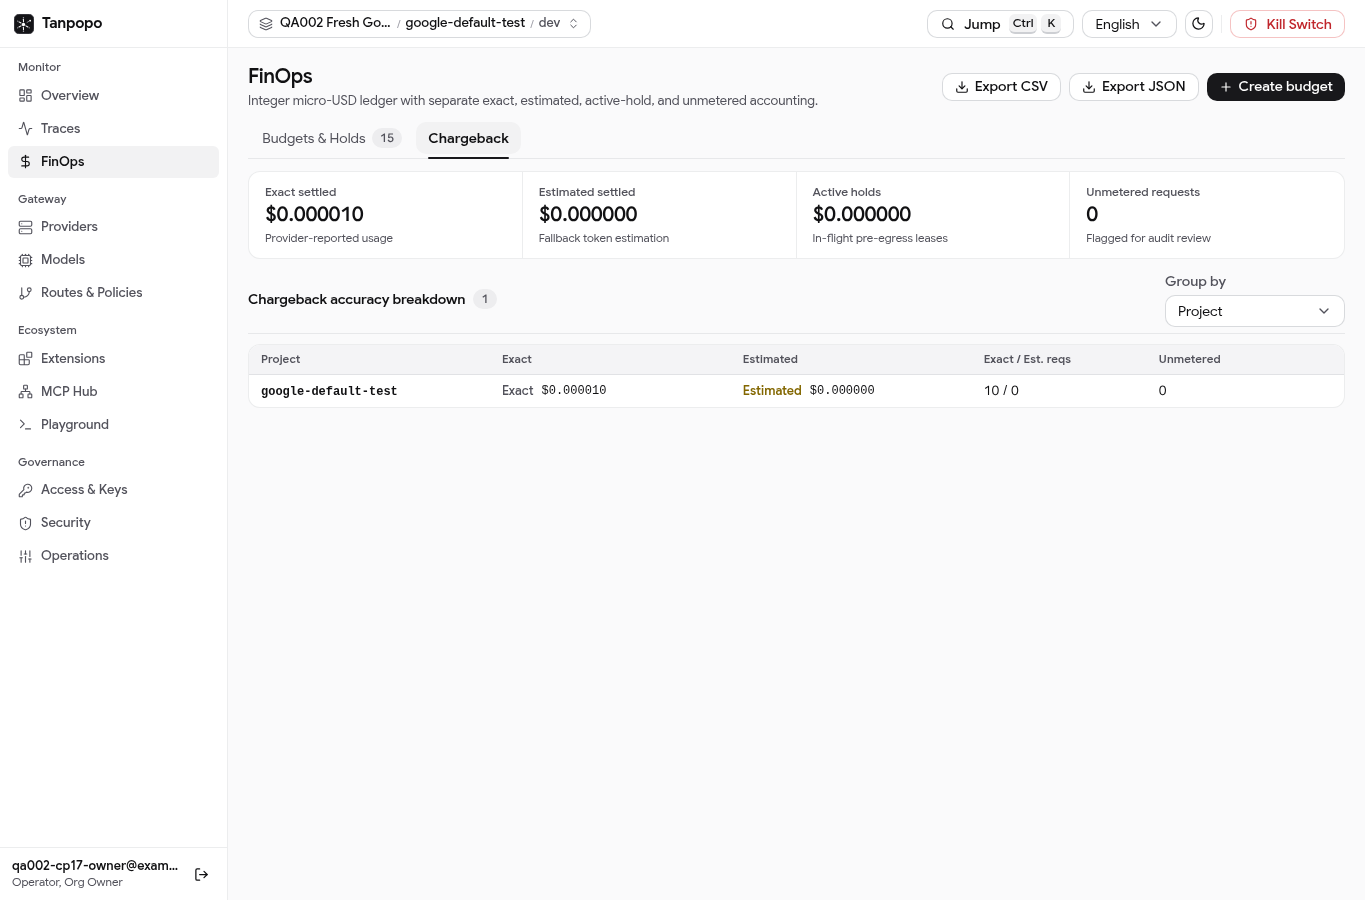 Tanpopo
QA002 Fresh Go... / google-default-test / dev
Jump Ctrl K
English
Kill Switch
Monitor
Overview
Traces
FinOps
Gateway
Providers
Models
Routes & Policies
Ecosystem
Extensions
MCP Hub
Playground
Governance
Access & Keys
Security
Operations
qa002-cp17-owner@exam...
Operator, Org Owner
FinOps
Integer micro-USD ledger with separate exact, estimated, active-hold, and unmetered accounting.
Export CSV
Export JSON
Create budget
Budgets & Holds 15
Chargeback
Exact settled
$0.000010
Provider-reported usage
Estimated settled
$0.000000
Fallback token estimation
Active holds
$0.000000
In-flight pre-egress leases
Unmetered requests
0
Flagged for audit review
Chargeback accuracy breakdown 1
Group by
Project
Project Exact Estimated Exact / Est. reqs Unmetered
google-default-test Exact $0.000010 Estimated $0.000000 10 / 0 0